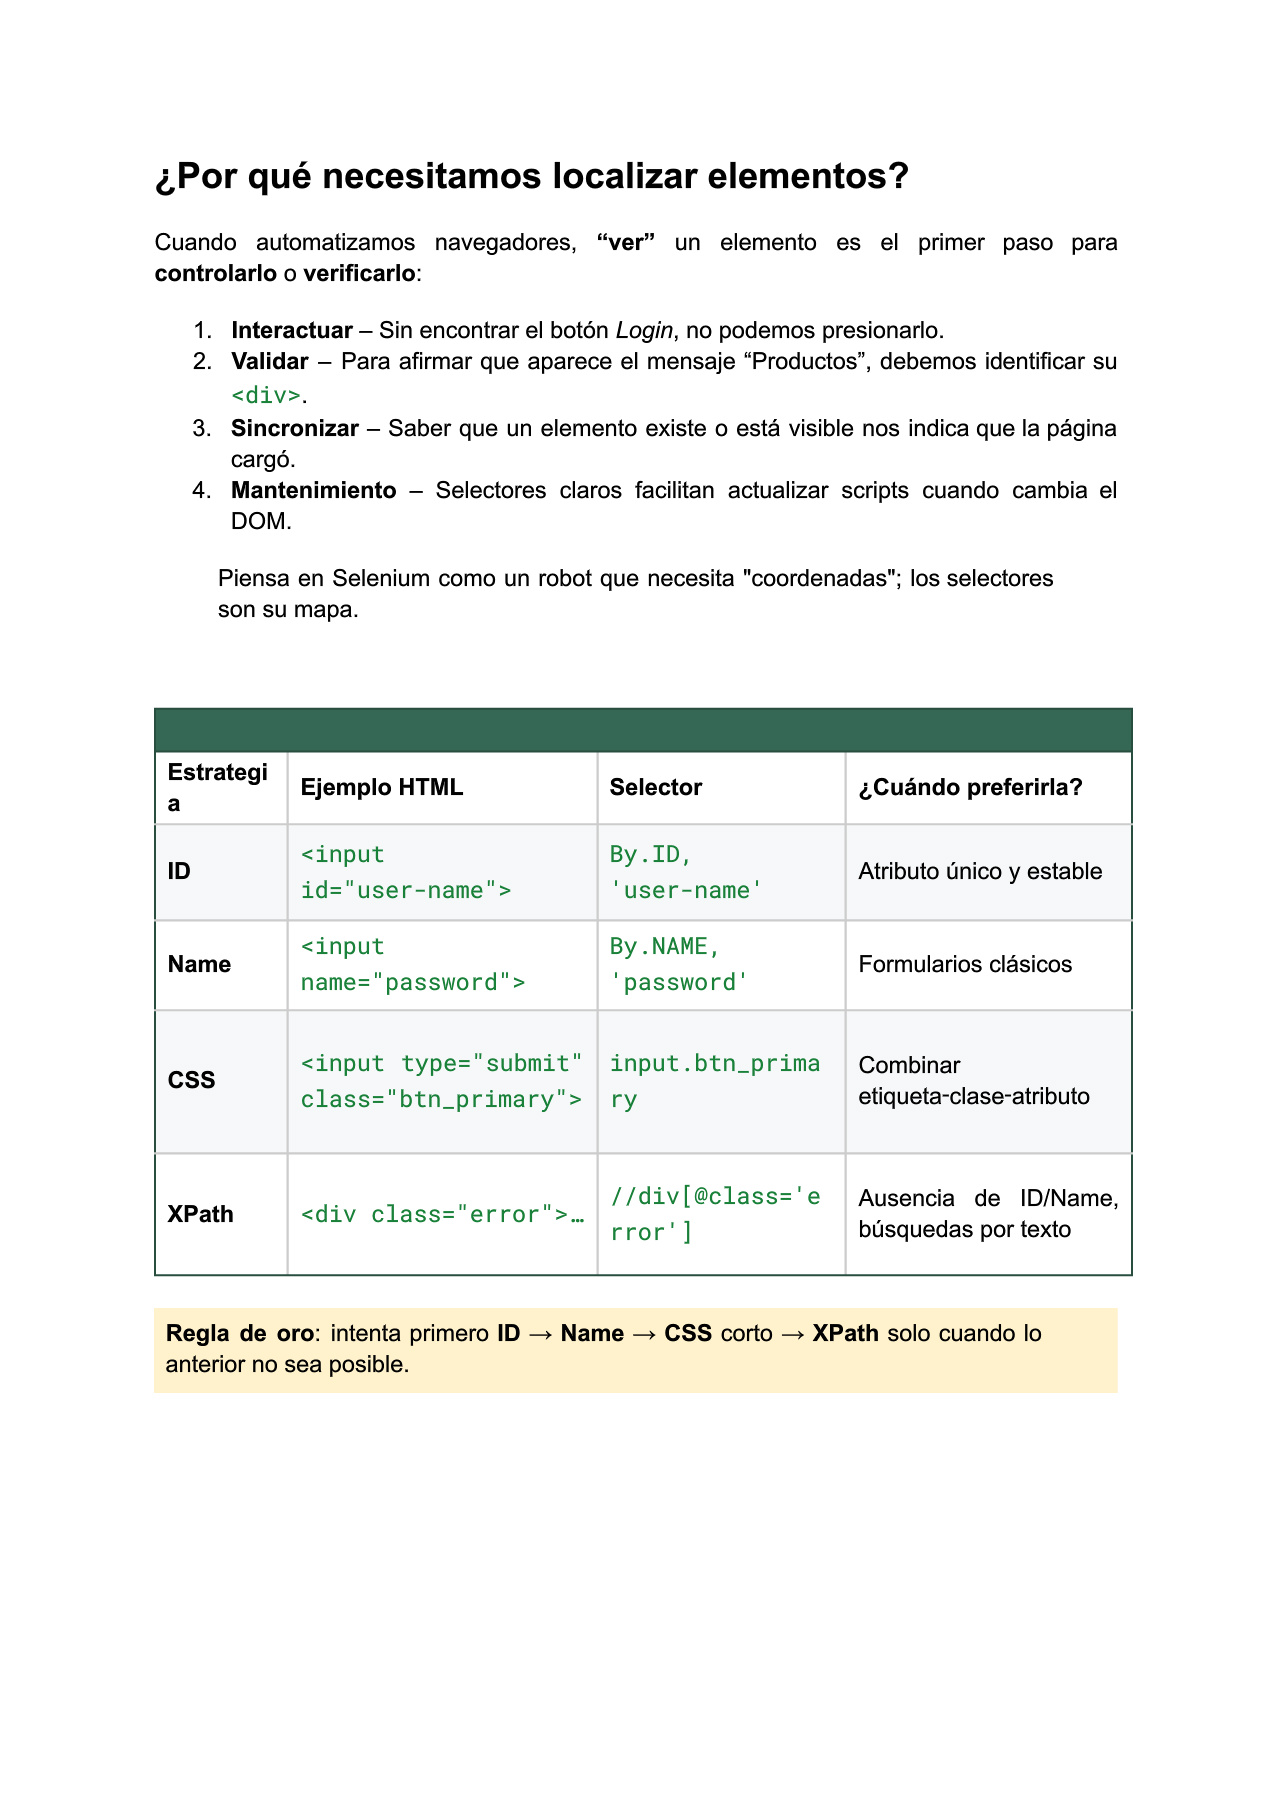 ¿Por qué necesitamos localizar elementos?
Cuando automatizamos navegadores, “ver” un elemento es el primer paso para
controlarlo o verificarlo:
1. Interactuar – Sin encontrar el botón Login, no podemos presionarlo.
2. Validar – Para afirmar que aparece el mensaje “Productos”, debemos identificar su
<div>.
3. Sincronizar – Saber que un elemento existe o está visible nos indica que la página
cargó.
4. Mantenimiento – Selectores claros facilitan actualizar scripts cuando cambia el
DOM.
Piensa en Selenium como un robot que necesita "coordenadas"; los selectores
son su mapa.
Estrategi
a
Ejemplo HTML
Selector
¿Cuándo preferirla?
ID
<input
id="user-name">
By.ID,
'user-name'
Atributo único y estable
Name
<input
name="password">
By.NAME,
'password'
Formularios clásicos
CSS
<input type="submit"
class="btn_primary">
input.btn_prima
ry
Combinar
etiqueta-clase-atributo
XPath
<div class="error">…
//div[@class='e
rror']
Ausencia de ID/Name,
búsquedas por texto
Regla de oro: intenta primero ID → Name → CSS corto → XPath solo cuando lo
anterior no sea posible.